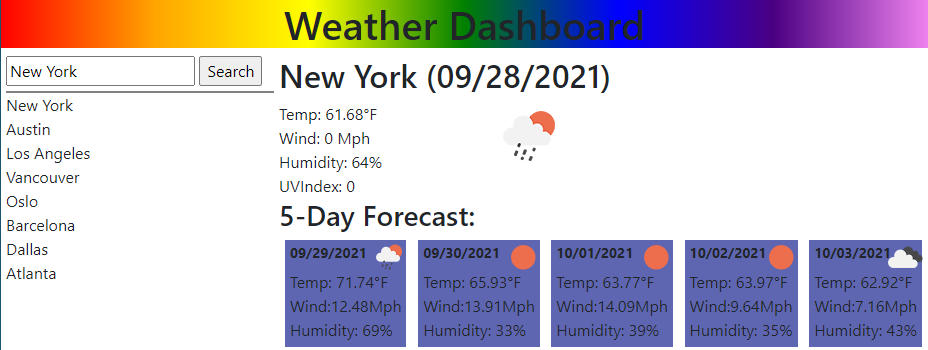 Weather Dashboard
New York
Search
New York
Austin
Los Angeles
Vancouver
Oslo
Barcelona
Dallas
Atlanta
New York (09/28/2021)
Temp: 61.68°F
Wind: 0 Mph
Humidity: 64%
UVIndex: 0
5-Day Forecast:
09/29/2021
Temp: 71.74°F
Wind:12.48Mph
Humidity: 69%
09/30/2021
Temp: 65.93°F
Wind:13.91Mph
Humidity: 33%
10/01/2021
Temp: 63.77°F
Wind:14.09Mph
Humidity: 39%
10/02/2021
Temp: 63.97°F
Wind:9.64Mph
Humidity: 35%
10/03/2021
Temp: 62.92°F
Wind:7.16Mph
Humidity: 43%